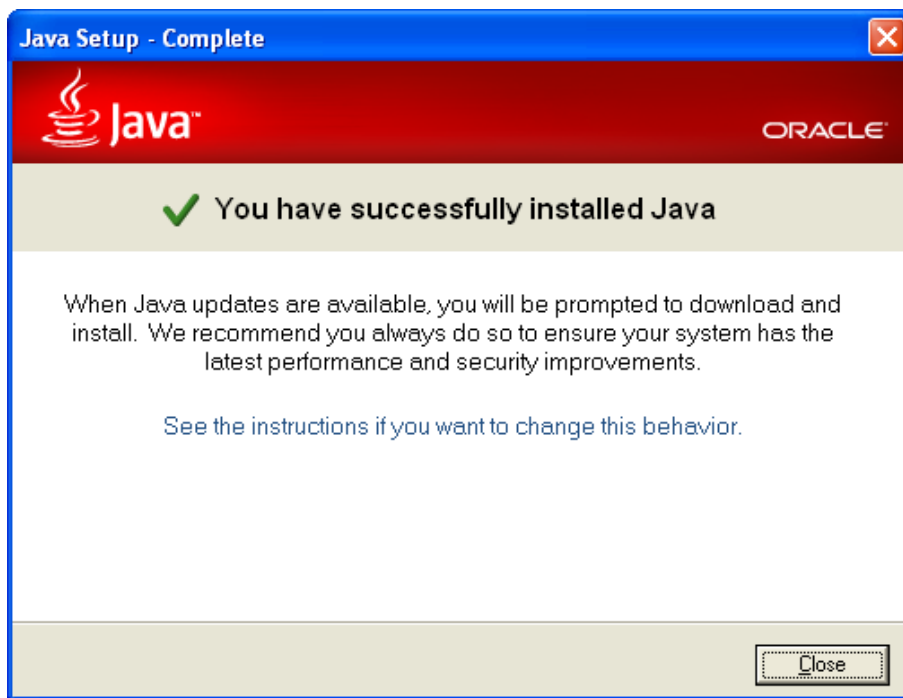 Java Setup - Complete
Java™
ORACLE®
You have successfully installed Java
When Java updates are available, you will be prompted to download and
install. We recommend you always do so to ensure your system has the
latest performance and security improvements.
See the instructions if you want to change this behavior.
Close